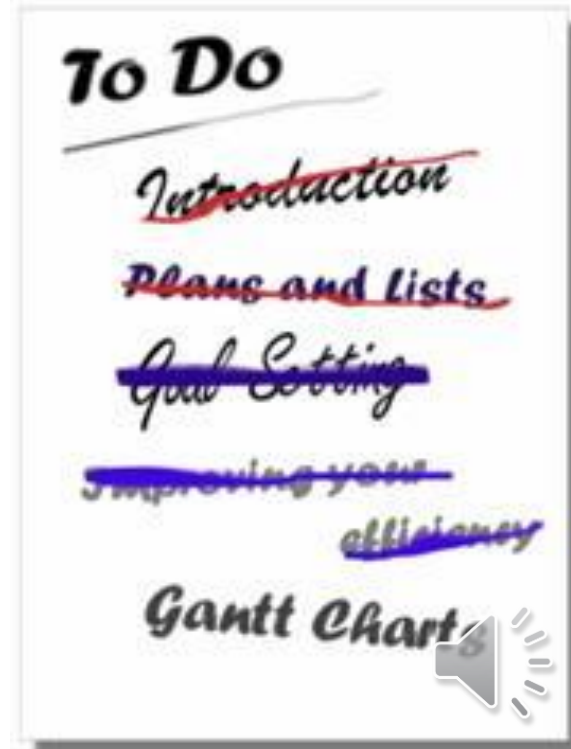 To Do
Introduction
Plans and Lists
Goal Setting
Improving your
efficiency
Gantt Charts